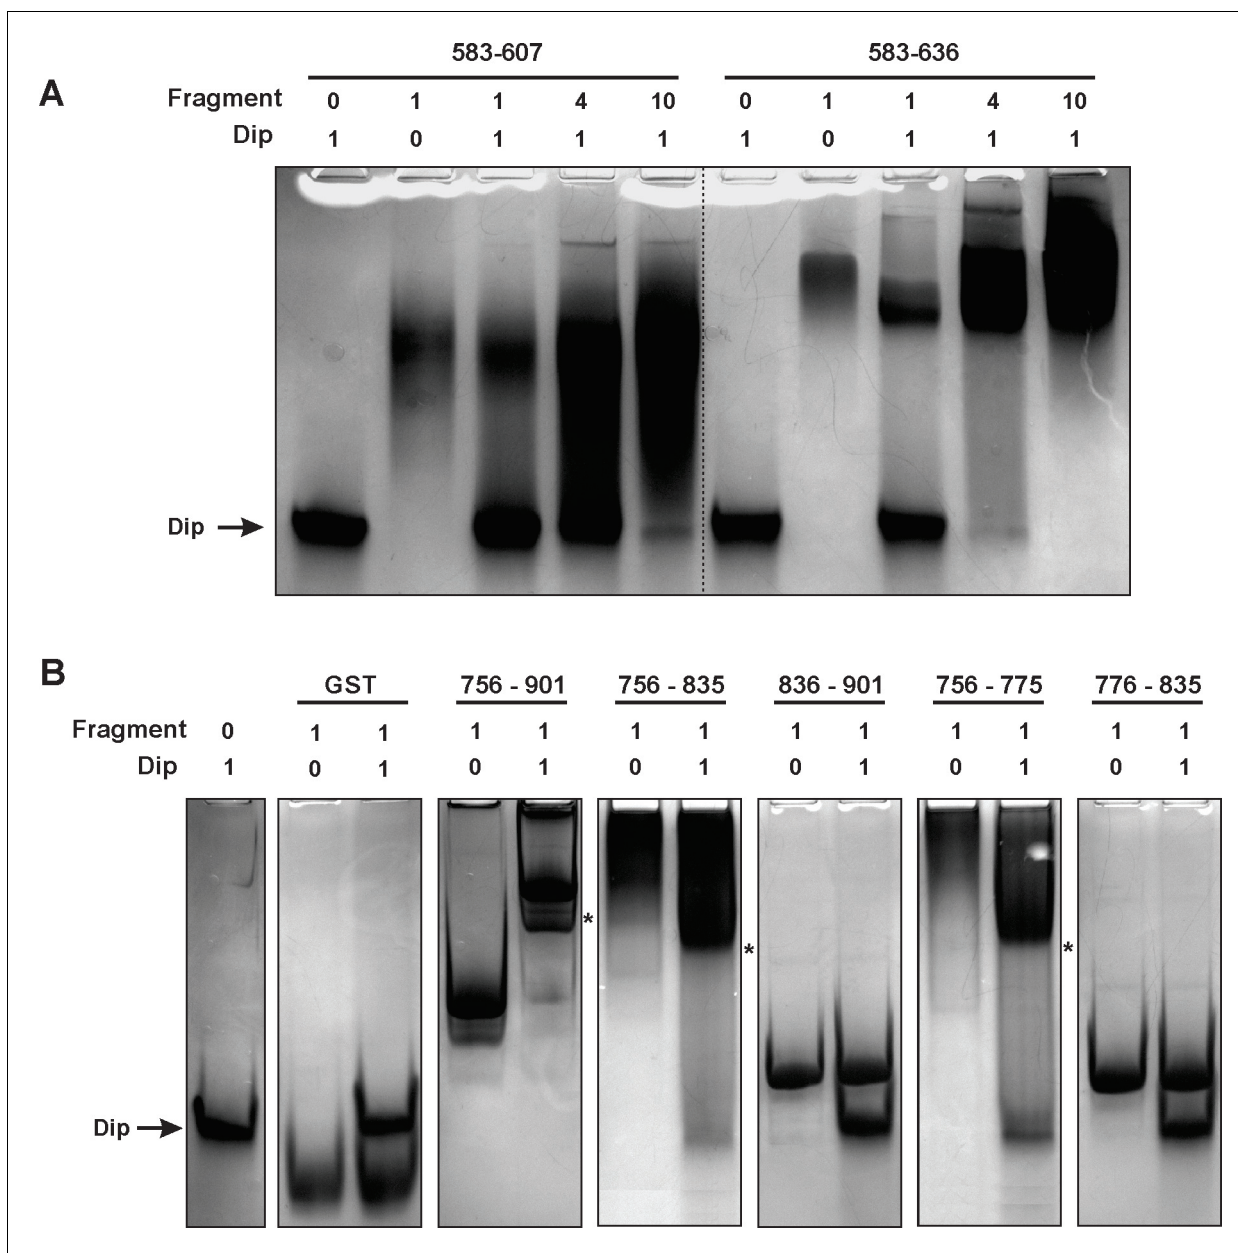 583-607 583-636
A
Fragment 0 1 1 4 10 0 1 1 4 10
Dip 1 0 1 1 1 1 0 1 1 1
Dip
B
GST 756 - 901 756 - 835 836 - 901 756 - 775 776 - 835
Fragment 0 1 1 1 1 1 1 1 1 1 1 1 1
Dip 1 0 1 0 1 0 1 0 1 0 1 0 1
* * *
Dip